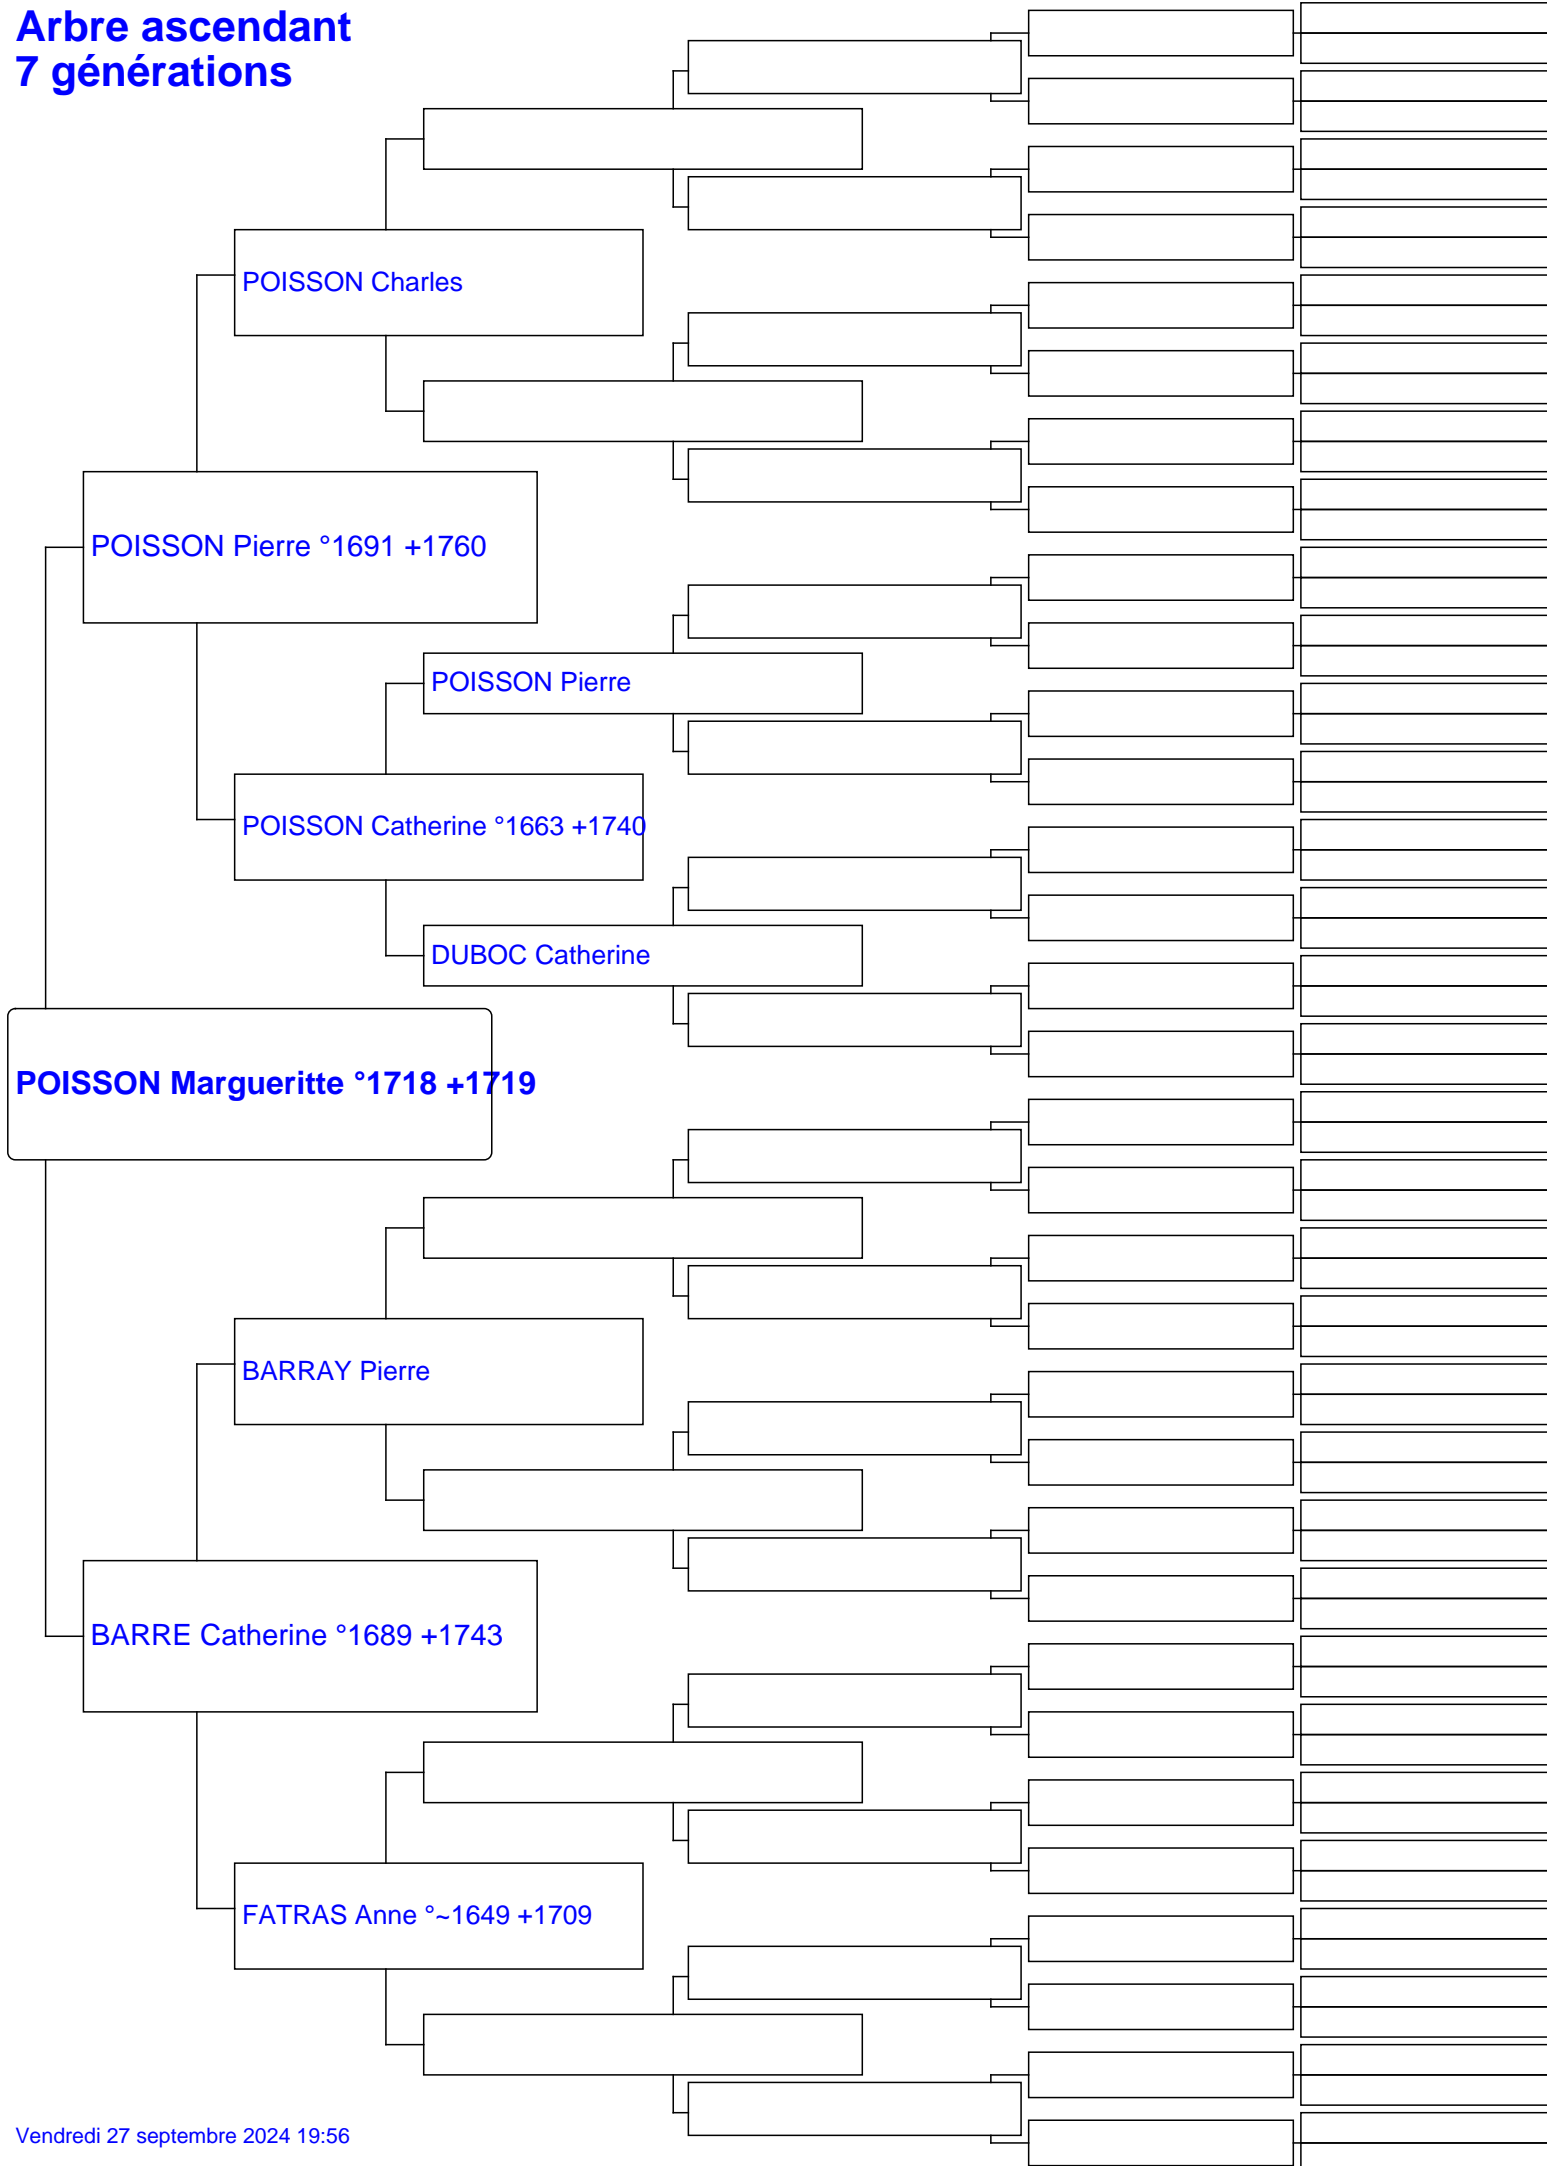 Arbre ascendant
7 générations
POISSON Charles
POISSON Pierre °1691 +1760
POISSON Pierre
POISSON Catherine °1663 +1740
DUBOC Catherine
POISSON Margueritte °1718 +1719
BARRAY Pierre
BARRE Catherine °1689 +1743
FATRAS Anne °~1649 +1709
Vendredi 27 septembre 2024 19:56